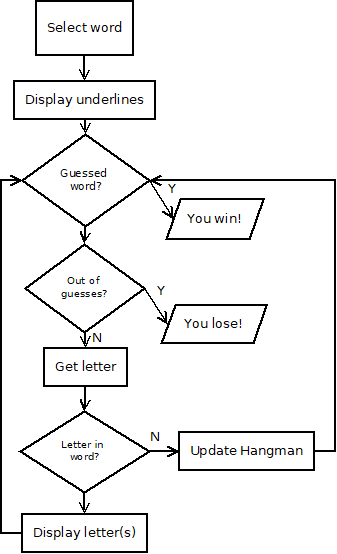 Select word
Display underlines
Guessed
word?
Y
You win!
Out of
guesses?
Y
You lose!
N
Get letter
Letter in
word?
N
Update Hangman
Display letter(s)